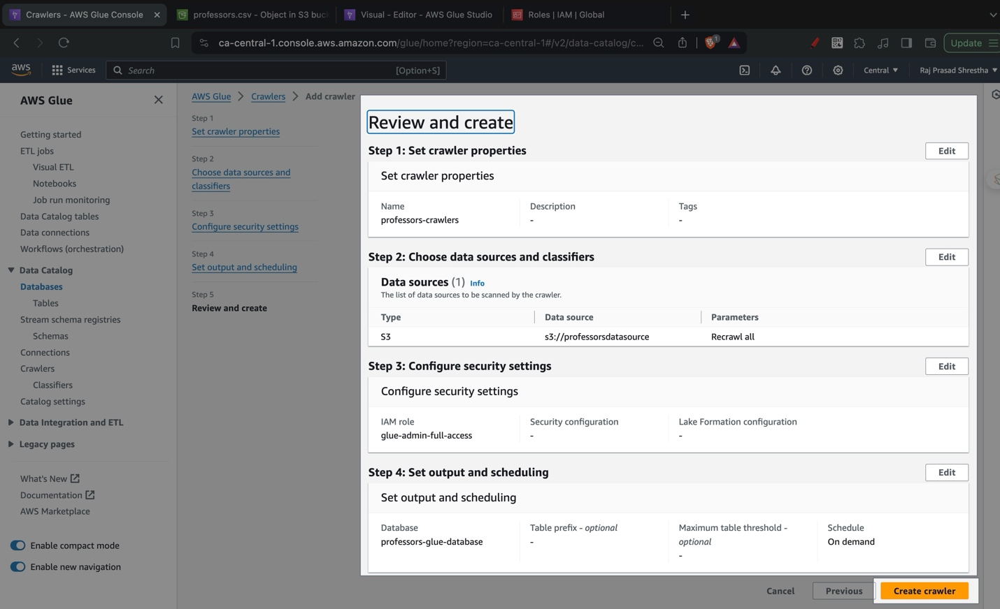 Crawlers - AWS Glue Console
professors.csv - Object in S3 buc
Visual - Editor - AWS Glue Studio
Roles | IAM | Global
ca-central-1.console.aws.amazon.com/glue/home?region=ca-central-1#/v2/data-catalog/c...
1
Update
aws
Services
Search
[Option+S]
Central
Raj Prasad Shrestha
AWS Glue
Getting started
ETL jobs
Visual ETL
Notebooks
Job run monitoring
Data Catalog tables
Data connections
Workflows (orchestration)
Data Catalog
Databases
Tables
Stream schema registries
Schemas
Connections
Crawlers
Classifiers
Catalog settings
Data Integration and ETL
Legacy pages
What's New
Documentation
AWS Marketplace
Enable compact mode
Enable new navigation
AWS Glue > Crawlers > Add crawler
Step 1
Set crawler properties
Step 2
Choose data sources and
classifiers
Step 3
Configure security settings
Step 4
Set output and scheduling
Step 5
Review and create
Review and create
Step 1: Set crawler properties
Edit
Set crawler properties
Name
professors-crawlers
Description
-
Tags
-
Step 2: Choose data sources and classifiers
Edit
Data sources (1) Info
The list of data sources to be scanned by the crawler.
Type
Data source
Parameters
S3
s3://professorsdatasource
Recrawl all
Step 3: Configure security settings
Edit
Configure security settings
IAM role
glue-admin-full-access
Security configuration
-
Lake Formation configuration
-
Step 4: Set output and scheduling
Edit
Set output and scheduling
Database
professors-glue-database
Table prefix - optional
-
Maximum table threshold -
optional
-
Schedule
On demand
Cancel
Previous
Create crawler